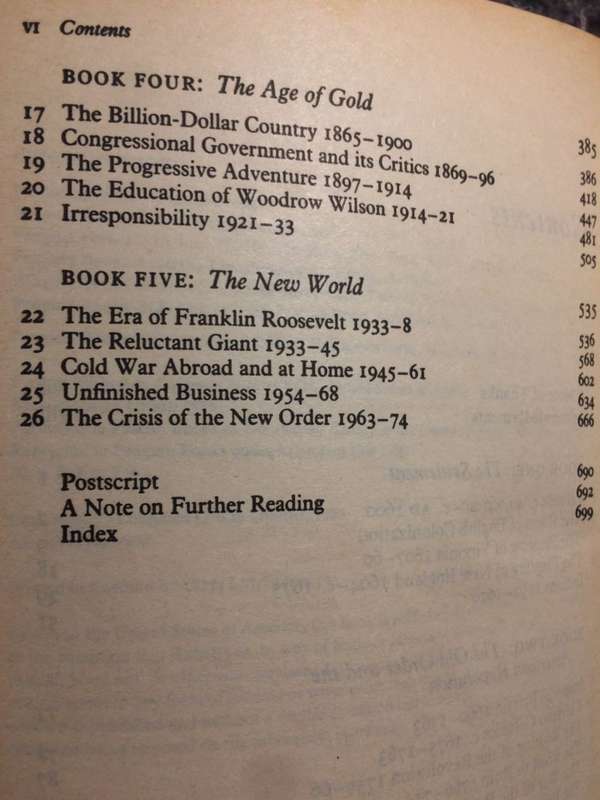 VI Contents
BOOK FOUR: The Age of Gold 385
17 The Billion-Dollar Country 1865–1900 386
18 Congressional Government and its Critics 1869–96 418
19 The Progressive Adventure 1897–1914 447
20 The Education of Woodrow Wilson 1914–21 481
21 Irresponsibility 1921–33 505
BOOK FIVE: The New World 535
22 The Era of Franklin Roosevelt 1933–8 536
23 The Reluctant Giant 1933–45 568
24 Cold War Abroad and at Home 1945–61 602
25 Unfinished Business 1954–68 634
26 The Crisis of the New Order 1963–74 666
Postscript 690
A Note on Further Reading 692
Index 699